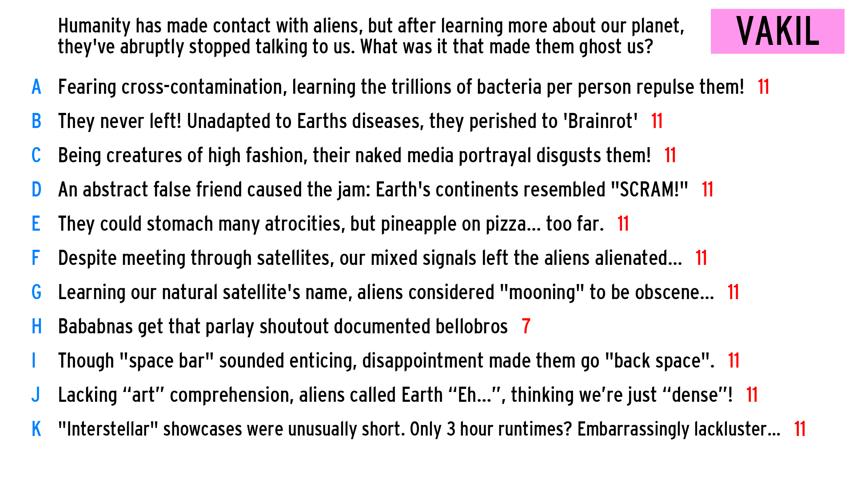 Humanity has made contact with aliens, but after learning more about our planet,
they've abruptly stopped talking to us. What was it that made them ghost us?
VAKIL
A Fearing cross-contamination, learning the trillions of bacteria per person repulse them! 11
B They never left! Unadapted to Earths diseases, they perished to 'Brainrot' 11
C Being creatures of high fashion, their naked media portrayal disgusts them! 11
D An abstract false friend caused the jam: Earth's continents resembled "SCRAM!" 11
E They could stomach many atrocities, but pineapple on pizza... too far. 11
F Despite meeting through satellites, our mixed signals left the aliens alienated... 11
G Learning our natural satellite's name, aliens considered "mooning" to be obscene... 11
H Bababnas get that parlay shoutout documented bellobros 7
I Though "space bar" sounded enticing, disappointment made them go "back space". 11
J Lacking “art” comprehension, aliens called Earth “Eh...”, thinking we’re just “dense”! 11
K "Interstellar" showcases were unusually short. Only 3 hour runtimes? Embarrassingly lackluster... 11